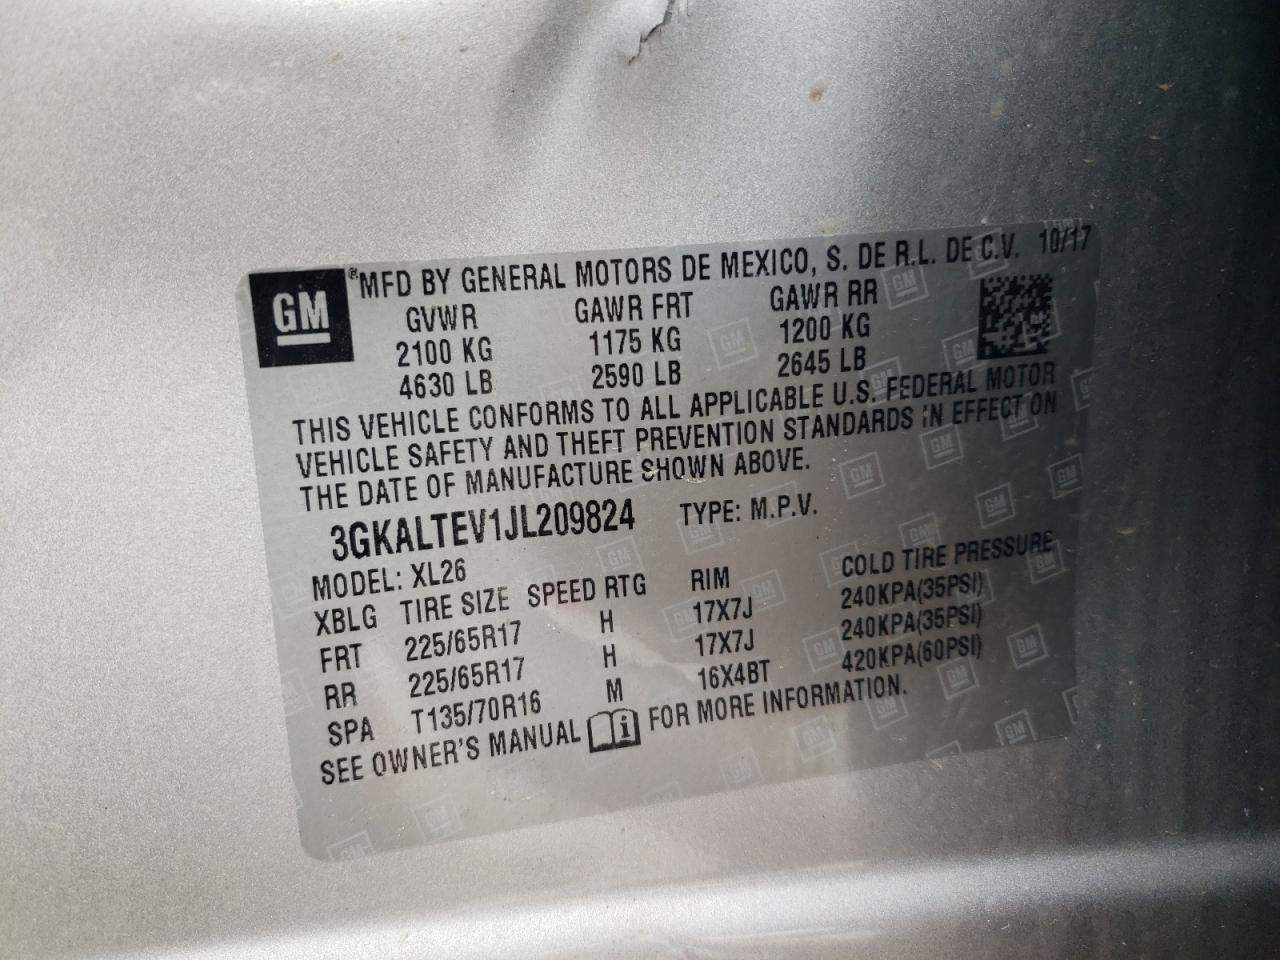 GM
® MFD BY GENERAL MOTORS DE MEXICO, S. DE R.L. DE C.V. 10/17
GVWR GAWR FRT GAWR RR
2100 KG 1175 KG 1200 KG
4630 LB 2590 LB 2645 LB
THIS VEHICLE CONFORMS TO ALL APPLICABLE U.S. FEDERAL MOTOR
VEHICLE SAFETY AND THEFT PREVENTION STANDARDS IN EFFECT ON
THE DATE OF MANUFACTURE SHOWN ABOVE.
3GKALTEV1JL209824 TYPE: M.P.V.
MODEL: XL26
XBLG TIRE SIZE SPEED RTG RIM COLD TIRE PRESSURE
FRT 225/65R17 H 17X7J 240KPA(35PSI)
RR 225/65R17 H 17X7J 240KPA(35PSI)
SPA T135/70R16 M 16X4BT 420KPA(60PSI)
SEE OWNER'S MANUAL FOR MORE INFORMATION.